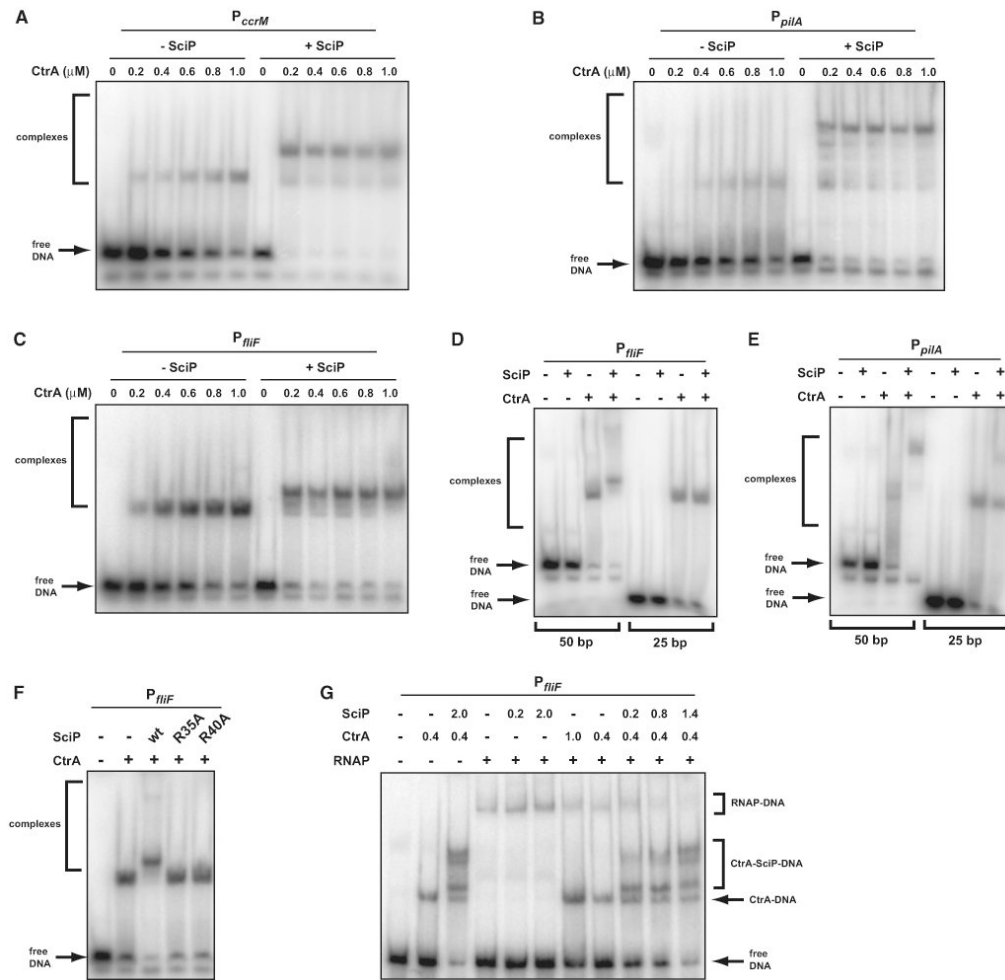 A
P ccrM
- SciP + SciP
CtrA (μM) 0 0.2 0.4 0.6 0.8 1.0 0 0.2 0.4 0.6 0.8 1.0
complexes
free
DNA
B
P pilA
- SciP + SciP
CtrA (μM) 0 0.2 0.4 0.6 0.8 1.0 0 0.2 0.4 0.6 0.8 1.0
complexes
free
DNA
C
P fliF
- SciP + SciP
CtrA (μM) 0 0.2 0.4 0.6 0.8 1.0 0 0.2 0.4 0.6 0.8 1.0
complexes
free
DNA
D
P fliF
SciP - + - + - + - +
CtrA - - + + - - + +
complexes
free
DNA
free
DNA
50 bp 25 bp
E
P pilA
SciP - + - + - + - +
CtrA - - + + - - + +
complexes
free
DNA
free
DNA
50 bp 25 bp
F
P fliF
SciP - - wt R35A R40A
CtrA - + + + +
complexes
free
DNA
G
P fliF
SciP - - 2.0 - 0.2 2.0 - - 0.2 0.8 1.4
CtrA - 0.4 0.4 - - - 1.0 0.4 0.4 0.4 0.4
RNAP - - - + + + + + + + +
RNAP-DNA
CtrA-SciP-DNA
CtrA-DNA
free
DNA